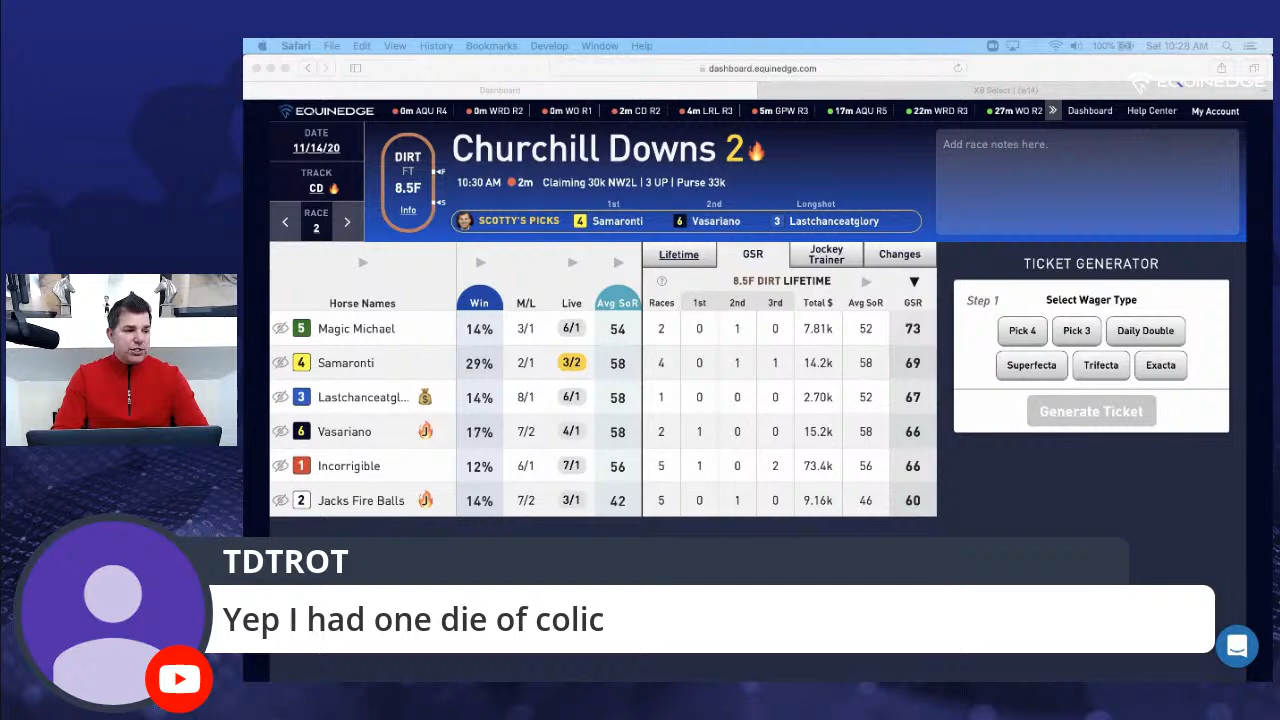 Safari File Edit View History Bookmarks Develop Window Help 100% Sat 10:28 AM
dashboard.equinedge.com
EQUINEDGE
Dashboard
EQUINEDGE 0m AQU R4 0m WRD R2 0m WO R1 2m CD R2 4m LRL R3 5m GPW R3 17m AQU R5 22m WRD R3 27m WO R2 Dashboard Help Center My Account
DATE
11/14/20
TRACK
CD
RACE
2
DIRT
FT
8.5F
Info
F
S
Churchill Downs 2
10:30 AM 2m Claiming 30k NW2L | 3 UP | Purse 33k
1st 2nd Longshot
SCOTTY'S PICKS 4 Samaronti 6 Vasariano 3 Lastchanceatglory
Add race notes here.
Lifetime GSR Jockey Trainer Changes
8.5F DIRT LIFETIME
Horse Names Win M/L Live Avg SoR Races 1st 2nd 3rd Total $ Avg SoR GSR
5 Magic Michael 14% 3/1 6/1 54 2 0 1 0 7.81k 52 73
4 Samaronti 29% 2/1 3/2 58 4 0 1 1 14.2k 58 69
3 Lastchanceatgl... 14% 8/1 6/1 58 1 0 0 0 2.70k 52 67
6 Vasariano J 17% 7/2 4/1 58 2 1 0 0 15.2k 58 66
1 Incorrigible 12% 6/1 7/1 56 5 1 0 2 73.4k 56 66
2 Jacks Fire Balls J 14% 7/2 3/1 42 5 0 1 0 9.16k 46 60
TICKET GENERATOR
Step 1 Select Wager Type
Pick 4 Pick 3 Daily Double
Superfecta Trifecta Exacta
Generate Ticket
TDTROT
Yep I had one die of colic